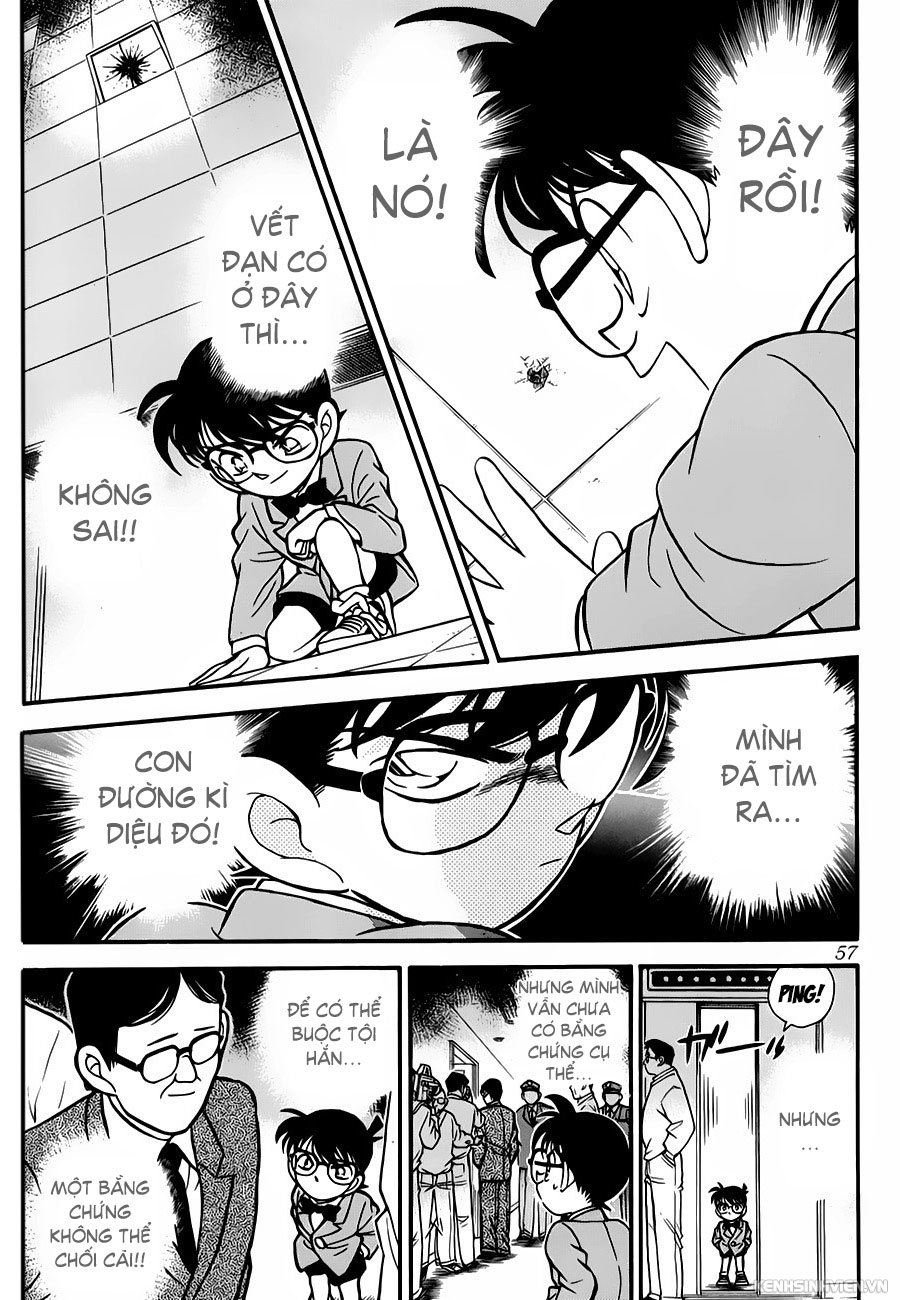 ĐÂY
RỒI!
LÀ
NÓ!
VẾT
ĐẠN CÓ
Ở ĐÂY
THÌ...
KHÔNG
SAI!!
MÌNH
ĐÃ TÌM
RA...
CON
ĐƯỜNG KÌ
DIỆU ĐÓ!
57
PING!
NHƯNG
...
NHƯNG MÌNH
VẪN CHƯA
CÓ BẰNG
CHỨNG CỤ
THỂ...
ĐỂ CÓ THỂ
BUỘC TỘI
HẮN...
MỘT BẰNG
CHỨNG
KHÔNG THỂ
CHỐI CÃI!!
KENHSINHVIEN.VN